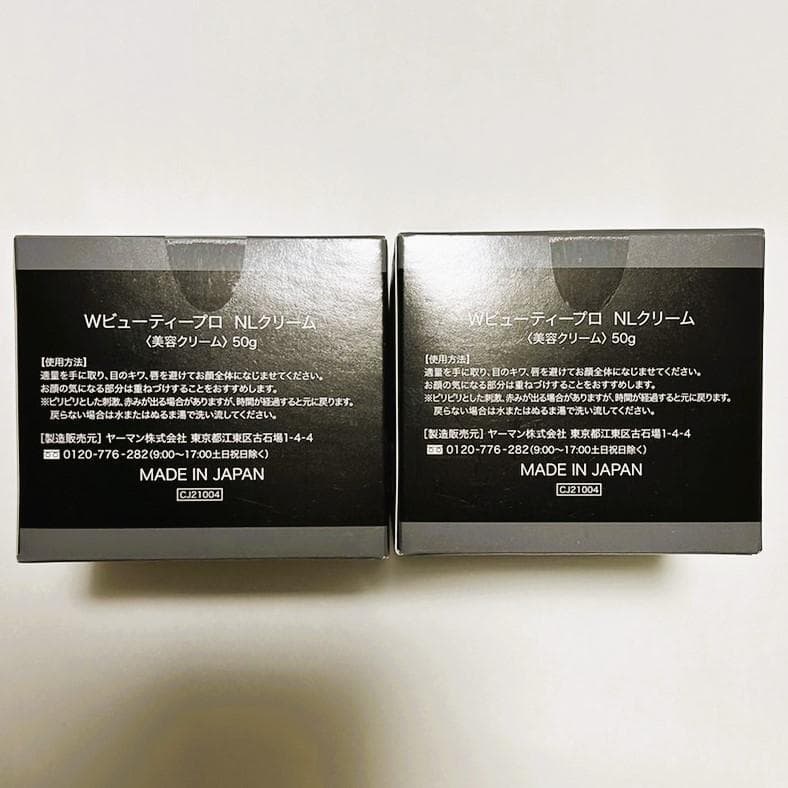 Wビューティープロ NLクリーム
〈美容クリーム〉50g
【使用方法】
適量を手に取り、目のキワ、唇を避けてお顔全体になじませてください。
お顔の気になる部分は重ねづけすることをおすすめします。
※ピリピリとした刺激、赤みが出る場合がありますが、時間が経過すると元に戻ります。
戻らない場合は水またはぬるま湯で洗い流してください。
[製造販売元] ヤーマン株式会社 東京都江東区古石場1-4-4
0120-776-282(9:00〜17:00土日祝日除く)
MADE IN JAPAN
CJ21004
Wビューティープロ NLクリーム
〈美容クリーム〉50g
【使用方法】
適量を手に取り、目のキワ、唇を避けてお顔全体になじませてください。
お顔の気になる部分は重ねづけすることをおすすめします。
※ピリピリとした刺激、赤みが出る場合がありますが、時間が経過すると元に戻ります。
戻らない場合は水またはぬるま湯で洗い流してください。
[製造販売元] ヤーマン株式会社 東京都江東区古石場1-4-4
0120-776-282(9:00〜17:00土日祝日除く)
MADE IN JAPAN
CJ21004